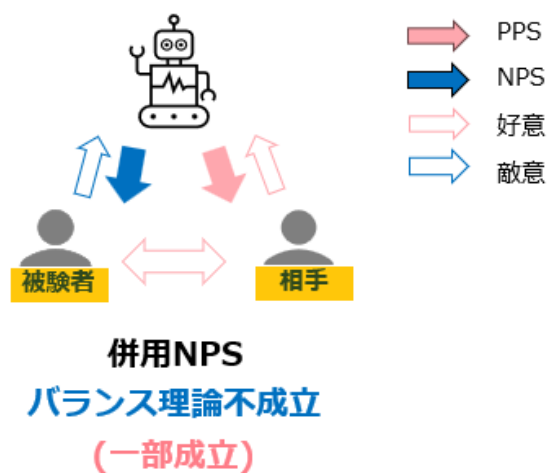 PPS
NPS
好意
敵意
被験者
相手
併用NPS
バランス理論不成立
(一部成立)